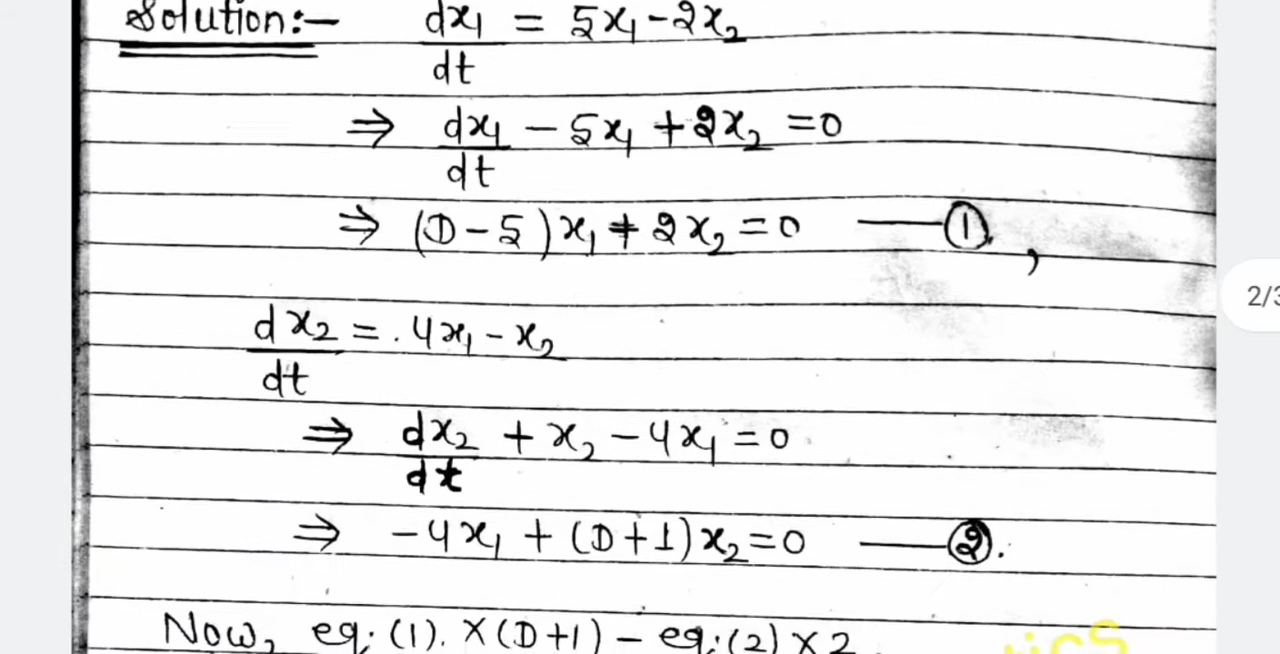 Solution:- dx₁/dt = 5x₁ - 2x₂
⇒ dx₁/dt - 5x₁ + 2x₂ = 0
⇒ (D - 5)x₁ + 2x₂ = 0 —①,
dx₂/dt = .4x₁ - x₂
⇒ dx₂/dt + x₂ - 4x₁ = 0
⇒ -4x₁ + (D+1)x₂ = 0 —②.
Now, eq: (1). X (D+1) - eq: (2) X 2
2/3